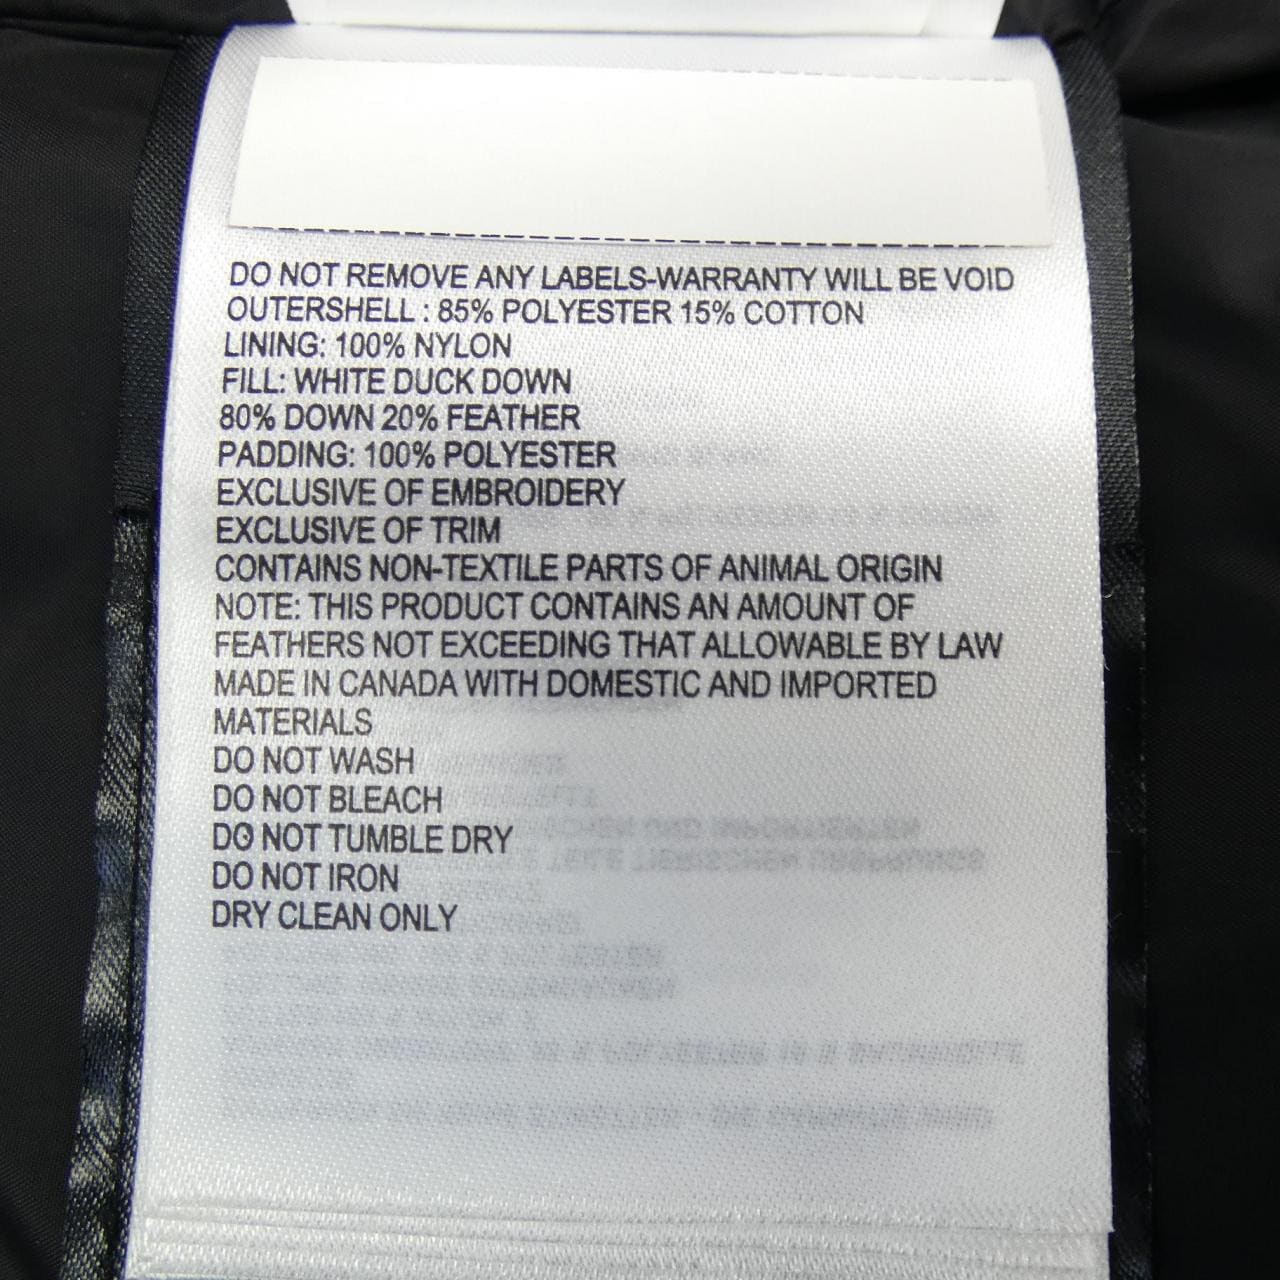 DO NOT REMOVE ANY LABELS-WARRANTY WILL BE VOID
OUTERSHELL : 85% POLYESTER 15% COTTON
LINING: 100% NYLON
FILL: WHITE DUCK DOWN
80% DOWN 20% FEATHER
PADDING: 100% POLYESTER
EXCLUSIVE OF EMBROIDERY
EXCLUSIVE OF TRIM
CONTAINS NON-TEXTILE PARTS OF ANIMAL ORIGIN
NOTE: THIS PRODUCT CONTAINS AN AMOUNT OF
FEATHERS NOT EXCEEDING THAT ALLOWABLE BY LAW
MADE IN CANADA WITH DOMESTIC AND IMPORTED
MATERIALS
DO NOT WASH
DO NOT BLEACH
DO NOT TUMBLE DRY
DO NOT IRON
DRY CLEAN ONLY